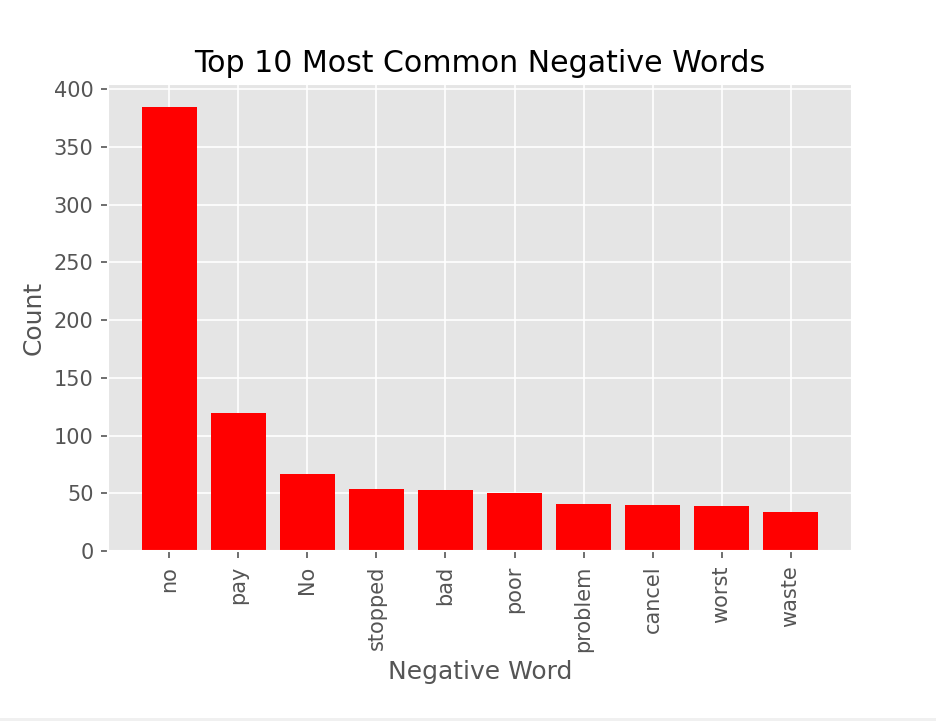 Top 10 Most Common Negative Words
400
350
300
250
200
150
100
50
0
Count
no
pay
No
stopped
bad
poor
problem
cancel
worst
waste
Negative Word